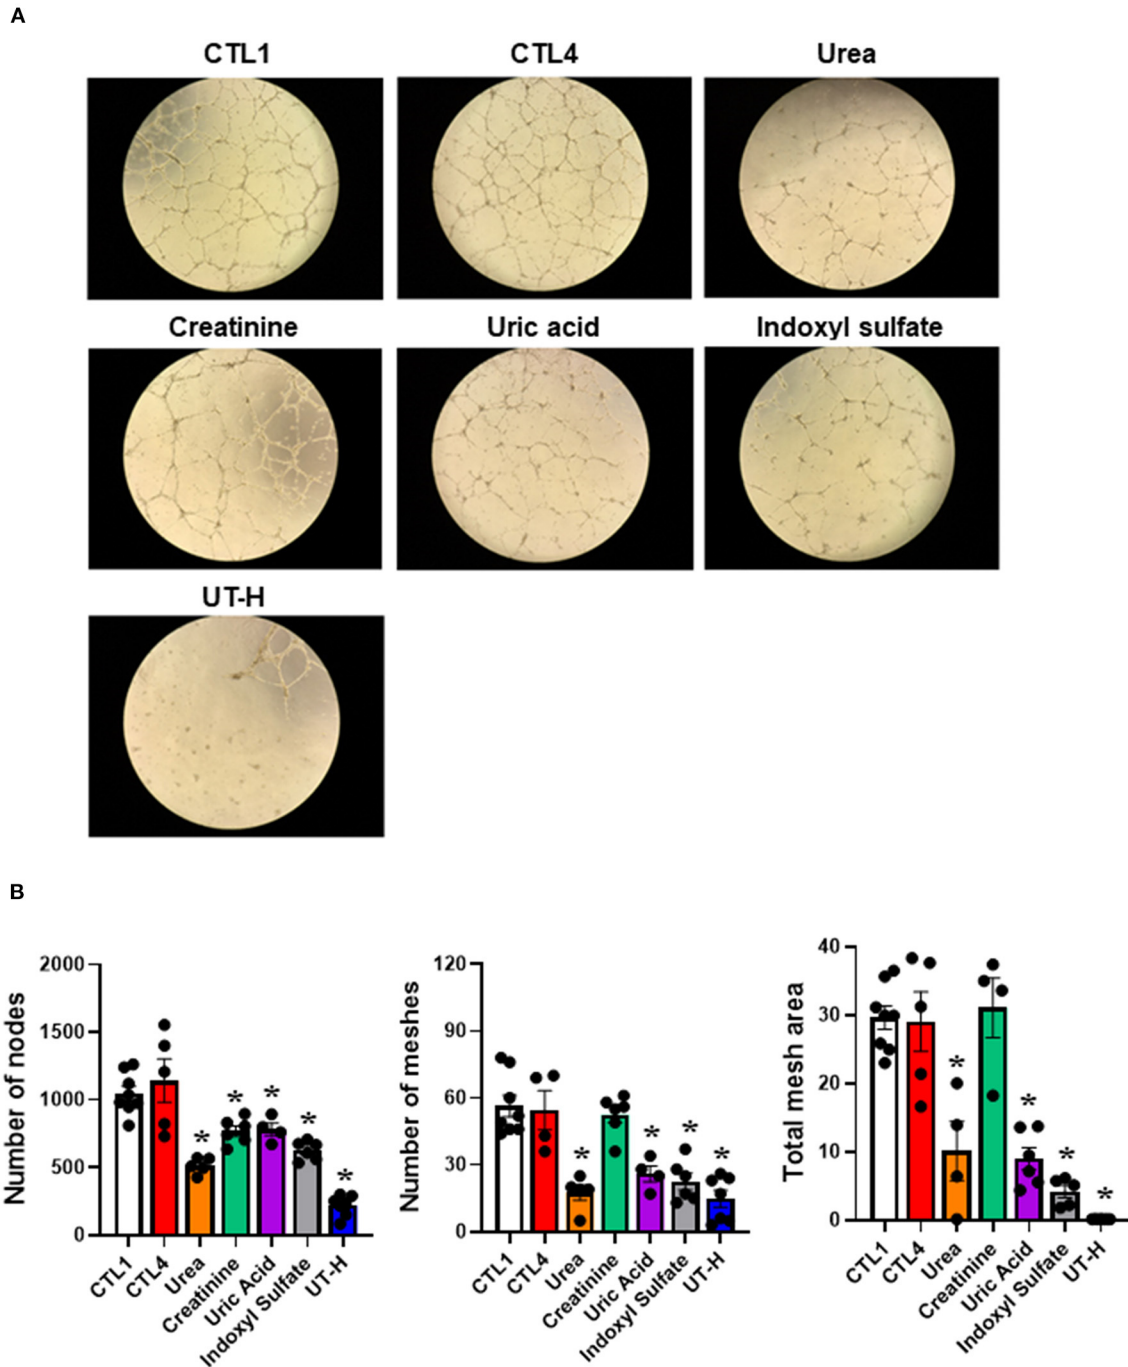 A
CTL1 CTL4 Urea
Creatinine Uric acid Indoxyl sulfate
UT-H
B
Number of nodes
2000
1500
1000
500
0
* * * * *
CTL1 CTL4 Urea Creatinine Uric Acid Indoxyl Sulfate UT-H
Number of meshes
120
90
60
30
0
* * * *
CTL1 CTL4 Urea Creatinine Uric Acid Indoxyl Sulfate UT-H
Total mesh area
40
30
20
10
0
* * * *
CTL1 CTL4 Urea Creatinine Uric Acid Indoxyl Sulfate UT-H